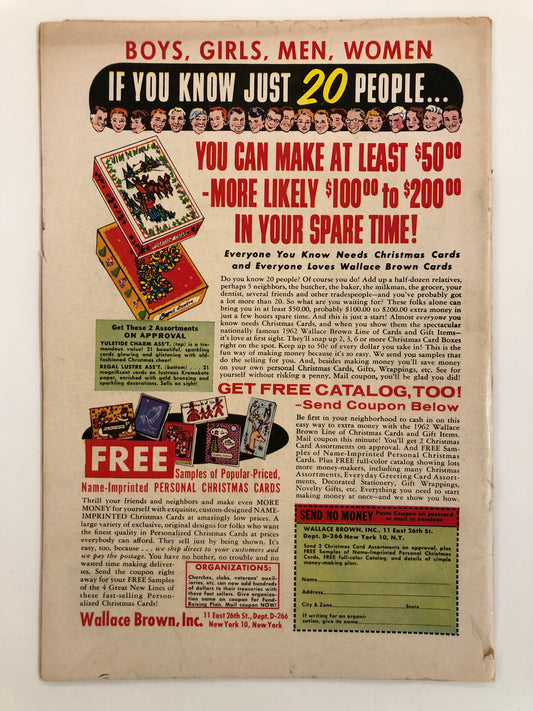 BOYS, GIRLS, MEN, WOMEN
IF YOU KNOW JUST 20 PEOPLE...
YOU CAN MAKE AT LEAST $50⁰⁰
-MORE LIKELY $100⁰⁰ to $200⁰⁰
IN YOUR SPARE TIME!
Everyone You Know Needs Christmas Cards
and Everyone Loves Wallace Brown Cards
Do you know 20 people? Of course you do! Add up a half-dozen relatives,
perhaps 5 neighbors, the butcher, the baker, the milkman, the grocer, your
dentist, several friends and other tradespeople—and you've probably got
a lot more than 20. So what are you waiting for? These folks alone can
bring you in at least $50.00, probably $100.00 to $200.00 extra money in
just a few hours spare time. And this is just a start! Almost everyone you
know needs Christmas Cards, and when you show them the spectacular
nationally famous 1962 Wallace Brown Line of Cards and Gift Items—
it's love at first sight. They'll snap up 2, 3, 6 or more Christmas Card Boxes
right on the spot. Keep up to 50c of every dollar you take in! This is the
fun way of making money because it's so easy. We send you samples that
do the selling for you. And, besides making money you'll save money
on your own personal Christmas Cards, Gifts, Wrappings, etc. See for
yourself without risking a penny. Mail coupon, you'll be glad you did!
Get These 2 Assortments
ON APPROVAL
YULETIDE CHARM ASS'T. (top) is a tre-
mendous value! 21 beautiful, sparkling
cards glowing and glistening with old-
fashioned Christmas cheer!
REGAL LUSTRE ASS'T. (bottom) . . . 21
magnificent cards on lustrous Kromekote
paper, enriched with gold bronzing and
sparkling decorations. Sells on sight!
GET FREE CATALOG, TOO!
—Send Coupon Below
Be first in your neighborhood to cash in on this
easy way to extra money with the 1962 Wallace
Brown Line of Christmas Cards and Gift Items.
Mail coupon this minute! You'll get 2 Christmas
Card Assortments on approval. And FREE Sam-
ples of Name-Imprinted Personal Christmas
Cards. Plus FREE full-color catalog showing lots
more money-makers, including many Christmas
Assortments, Everyday Greeting Card Assort-
ments, Decorated Stationery, Gift Wrappings,
Novelty Gifts, etc. Everything you need to start
making money at once—and we show you how.
FREE
Samples of Popular-Priced,
Name-Imprinted PERSONAL CHRISTMAS CARDS
Thrill your friends and neighbors and make even MORE
MONEY for yourself with exquisite, custom-designed NAME-
IMPRINTED Christmas Cards at amazingly low prices. A
large variety of exclusive, original designs for folks who want
the finest quality in Personalized Christmas Cards at prices
everybody can afford. They sell just by being shown. It's
easy, too, because . . . we ship direct to your customers and
we pay the postage. You have no bother, no trouble and no
wasted time making deliver-
ies. Send the coupon right
away for your FREE Samples
of the 4 Great New Lines of
these fast-selling Person-
alized Christmas Cards!
ORGANIZATIONS:
Churches, clubs, veterans' auxili-
aries, etc. can now add hundreds
of dollars to their treasuries with
these fast sellers. Give organiza-
tion name on coupon for Fund-
Raising Plan. Mail coupon NOW!
Wallace Brown, Inc. 11 East 26th St., Dept. D-266
New York 10, New York
SEND NO MONEY Paste Coupon on postcard
or mail in envelope
WALLACE BROWN, INC., 11 East 26th St.
Dept. D-266 New York 10, N.Y.
Send 2 Christmas Card Assortments on approval, plus
FREE Samples of Name-Imprinted Personal Christmas
Cards, FREE full-color Catalog, and details of simple
money-making plan.
Name
Address
City & Zone State
If writing for an organi-
zation, give its name